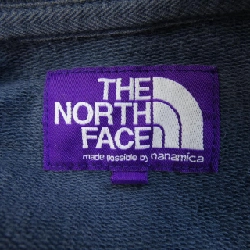 THE
NORTH
FACE
made possible by nanamica